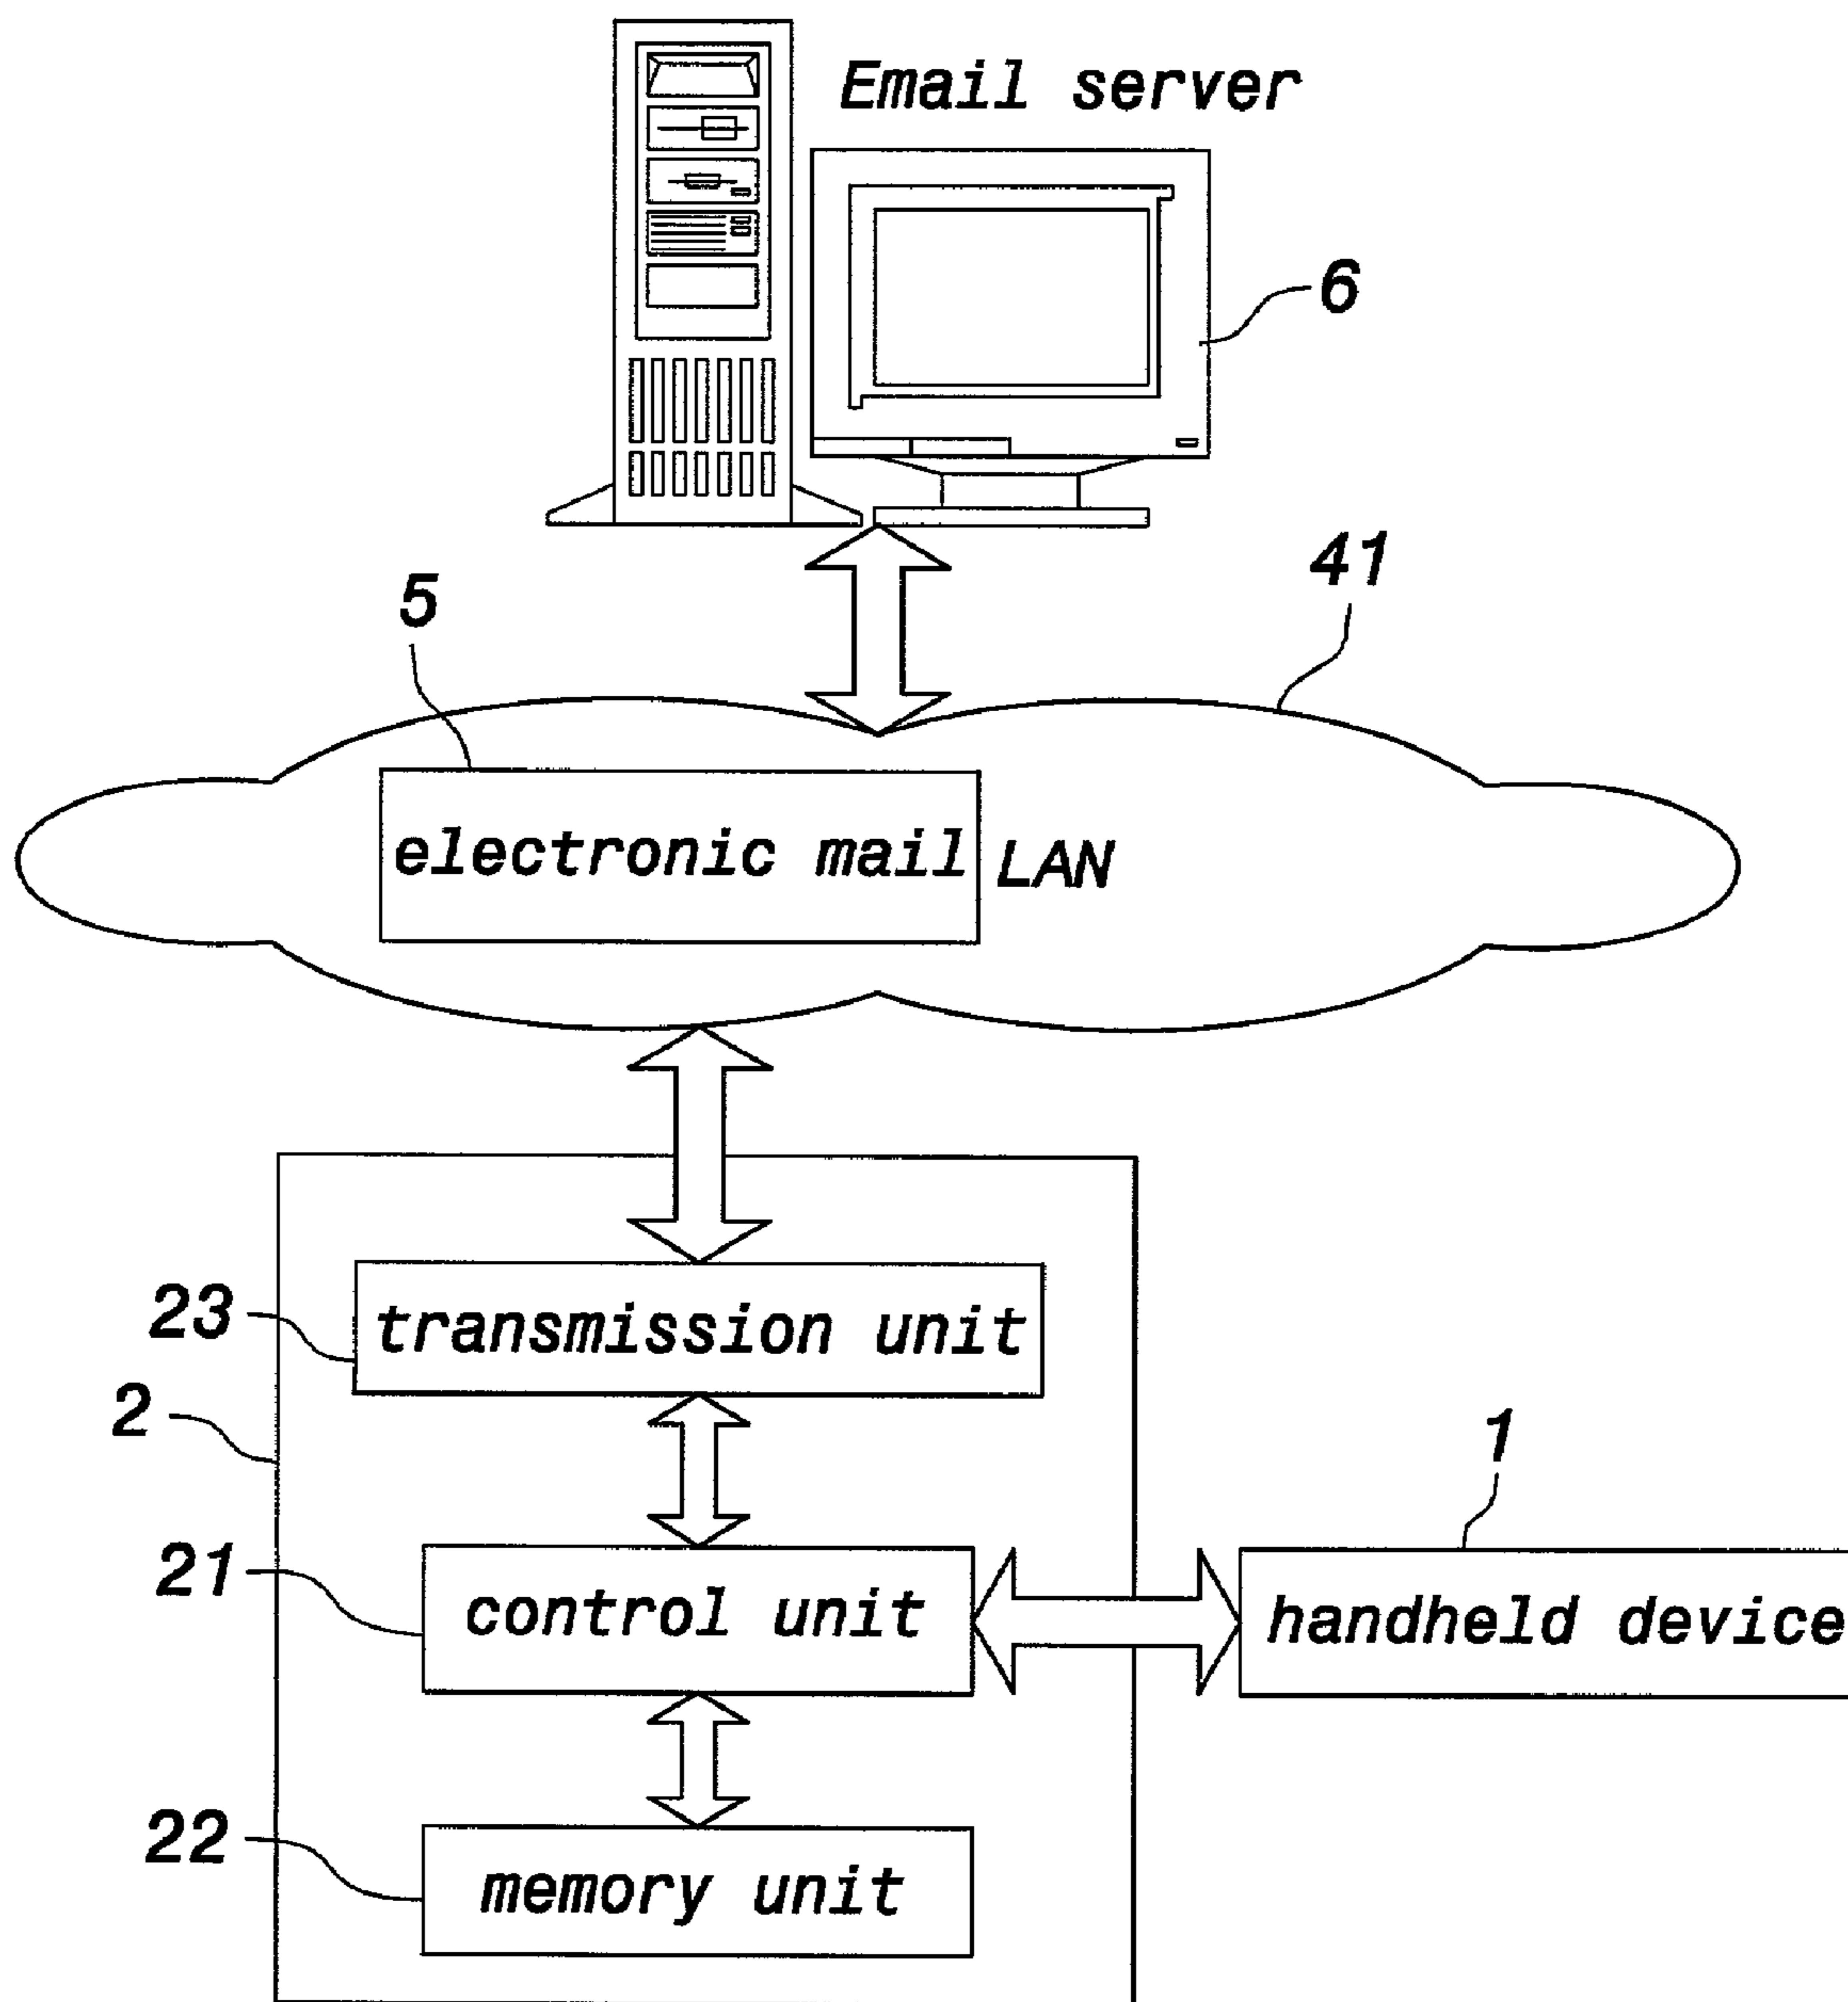 Email server
6
41
5
electronic mail LAN
23
transmission unit
2
1
21
control unit
handheld device
22
memory unit